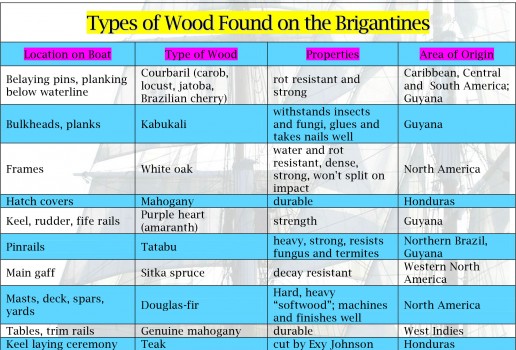 Types of Wood Found on the Brigantines
Location on Boat Type of Wood Properties Area of Origin
Belaying pins, planking
below waterline
Courbaril (carob,
locust, jatoba,
Brazilian cherry)
rot resistant and
strong
Caribbean, Central
and South America;
Guyana
Bulkheads, planks
Kabukali
withstands insects
and fungi, glues and
takes nails well
Guyana
Frames
White oak
water and rot
resistant, dense,
strong, won't split on
impact
North America
Hatch covers
Mahogany
durable
Honduras
Keel, rudder, fife rails
Purple heart
(amaranth)
strength
Guyana
Pinrails
Tatabu
heavy, strong, resists
fungus and termites
Northern Brazil,
Guyana
Main gaff
Sitka spruce
decay resistant
Western North
America
Masts, deck, spars,
yards
Douglas-fir
Hard, heavy
"softwood"; machines
and finishes well
North America
Tables, trim rails
Genuine mahogany
durable
West Indies
Keel laying ceremony
Teak
cut by Exy Johnson
Honduras